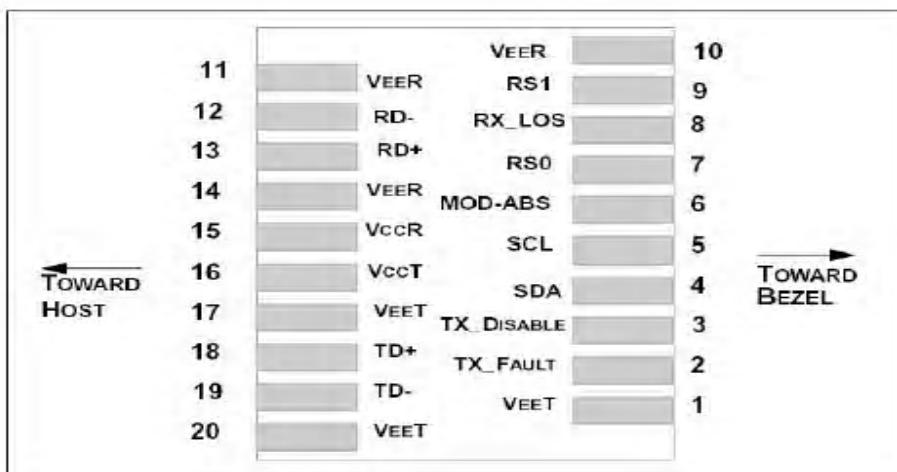 VEER 10
11 VEER
RS1 9
12 RD-
RX_LOS 8
13 RD+
RS0 7
14 VEER
MOD-ABS 6
15 VCCR
SCL 5
16 VCCT
TOWARD HOST
TOWARD BEZEL
SDA 4
17 VEET
TX_DISABLE 3
18 TD+
TX_FAULT 2
19 TD-
VEET 1
20 VEET